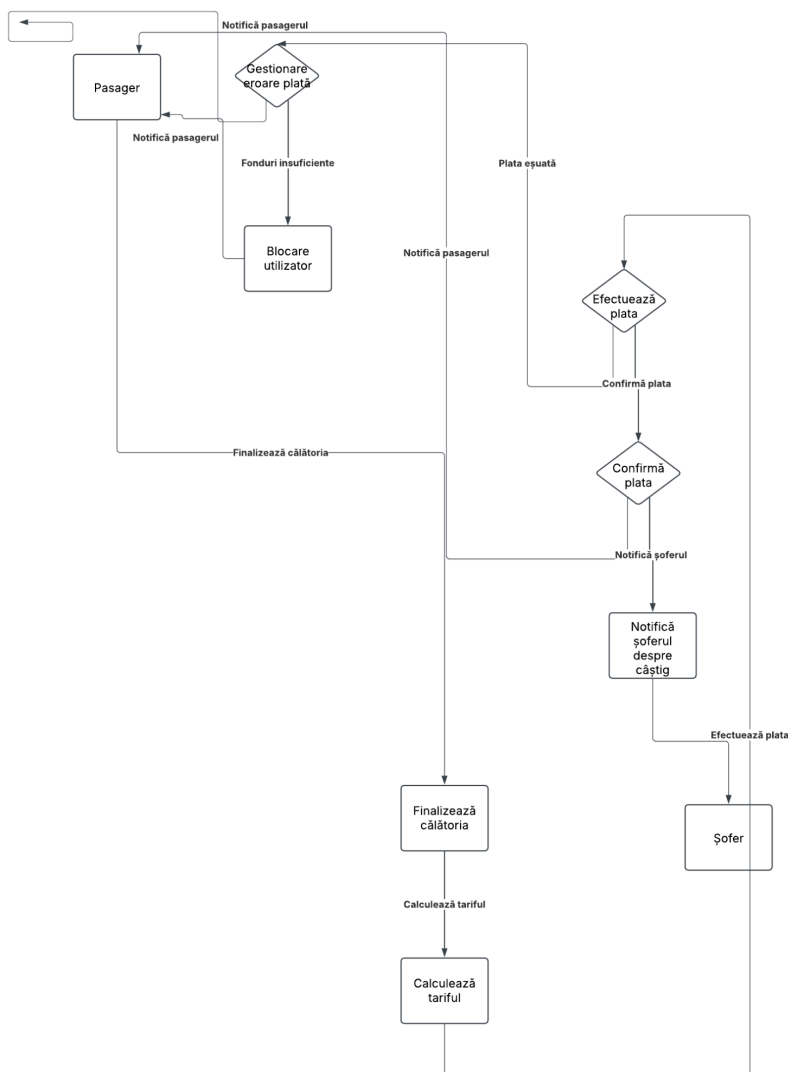 Notifică pasagerul
Gestionare
eroare plată
Pasager
Notifică pasagerul
Fonduri insuficiente
Plata eșuată
Blocare
utilizator
Notifică pasagerul
Efectuează
plata
Confirmă plata
Finalizează călătoria
Confirmă
plata
Notifică șoferul
Notifică
șoferul
despre
câștig
Efectuează plata
Finalizează
călătoria
Șofer
Calculează tariful
Calculează
tariful